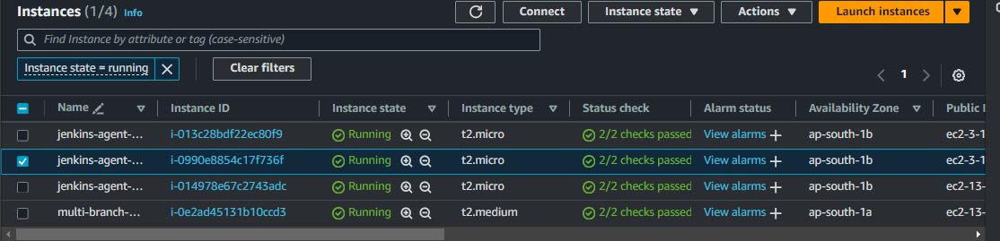 Instances (1/4) Info Connect Instance state Actions Launch instances
Find Instance by attribute or tag (case-sensitive)
Instance state = running Clear filters
1
Name Instance ID Instance state Instance type Status check Alarm status Availability Zone Public I
jenkins-agent-... i-013c28bdf22ec80f9 Running t2.micro 2/2 checks passed View alarms + ap-south-1b ec2-3-1
jenkins-agent-... i-0990e8854c17f736f Running t2.micro 2/2 checks passed View alarms + ap-south-1b ec2-3-1
jenkins-agent-... i-014978e67c2743adc Running t2.micro 2/2 checks passed View alarms + ap-south-1b ec2-13-
multi-branch-... i-0e2ad45131b10ccd3 Running t2.medium 2/2 checks passed View alarms + ap-south-1a ec2-13-